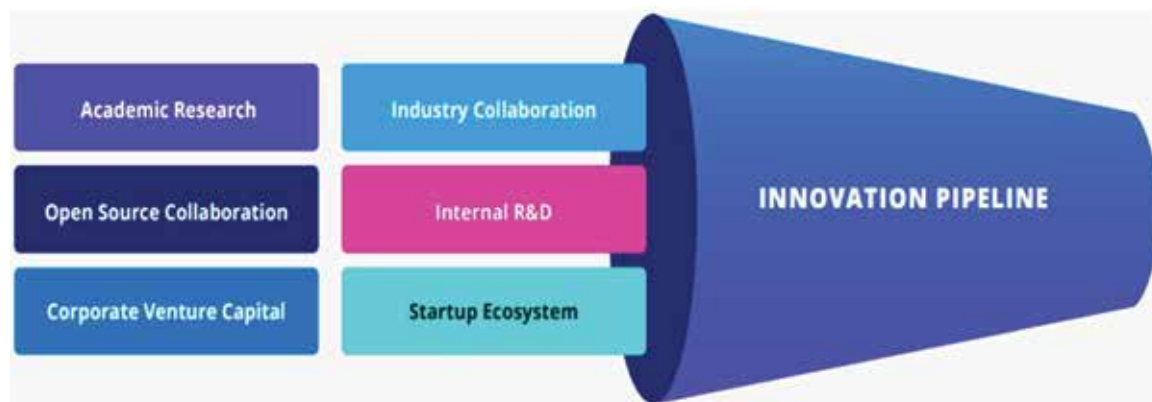 Academic Research
Industry Collaboration
Open Source Collaboration
Internal R&D
INNOVATION PIPELINE
Corporate Venture Capital
Startup Ecosystem